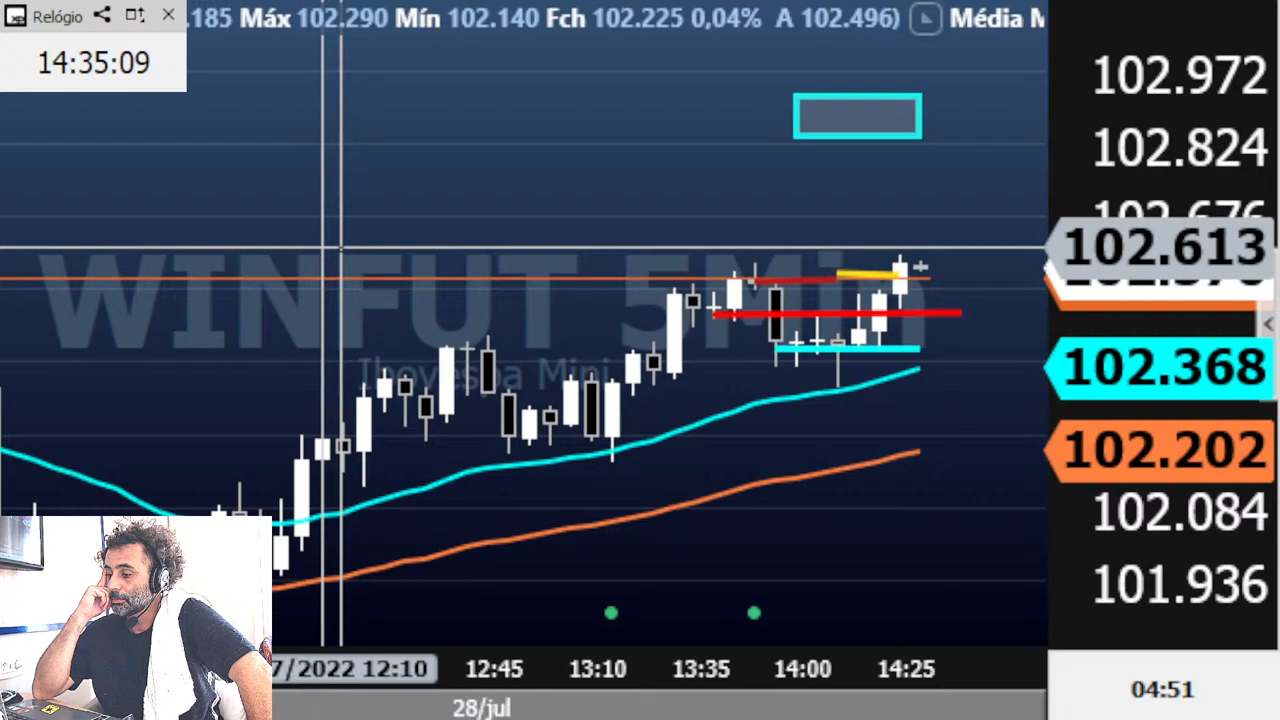 Relógio
.185 Máx 102.290 Mín 102.140 Fch 102.225 0,04% A 102.496) Média M
14:35:09
102.972
102.824
102.676
102.613
WINFUT 5Min
Ibovespa Mini
102.368
102.202
102.084
101.936
7/2022 12:10 12:45 13:10 13:35 14:00 14:25
04:51
28/jul